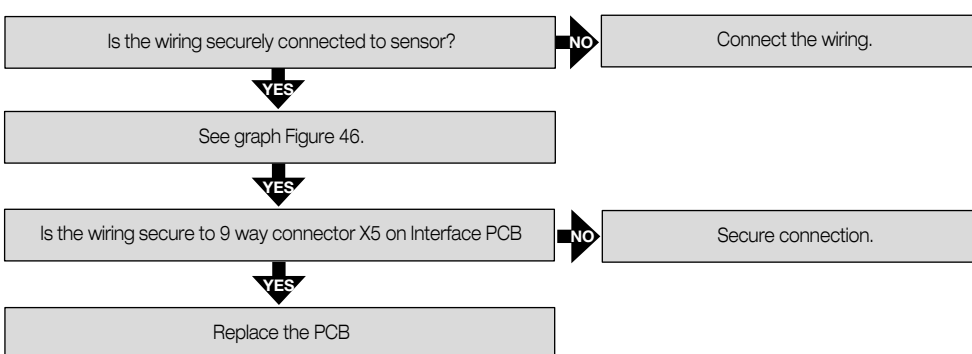 Is the wiring securely connected to sensor?
NO
Connect the wiring.
YES
See graph Figure 46.
YES
Is the wiring secure to 9 way connector X5 on Interface PCB
NO
Secure connection.
YES
Replace the PCB